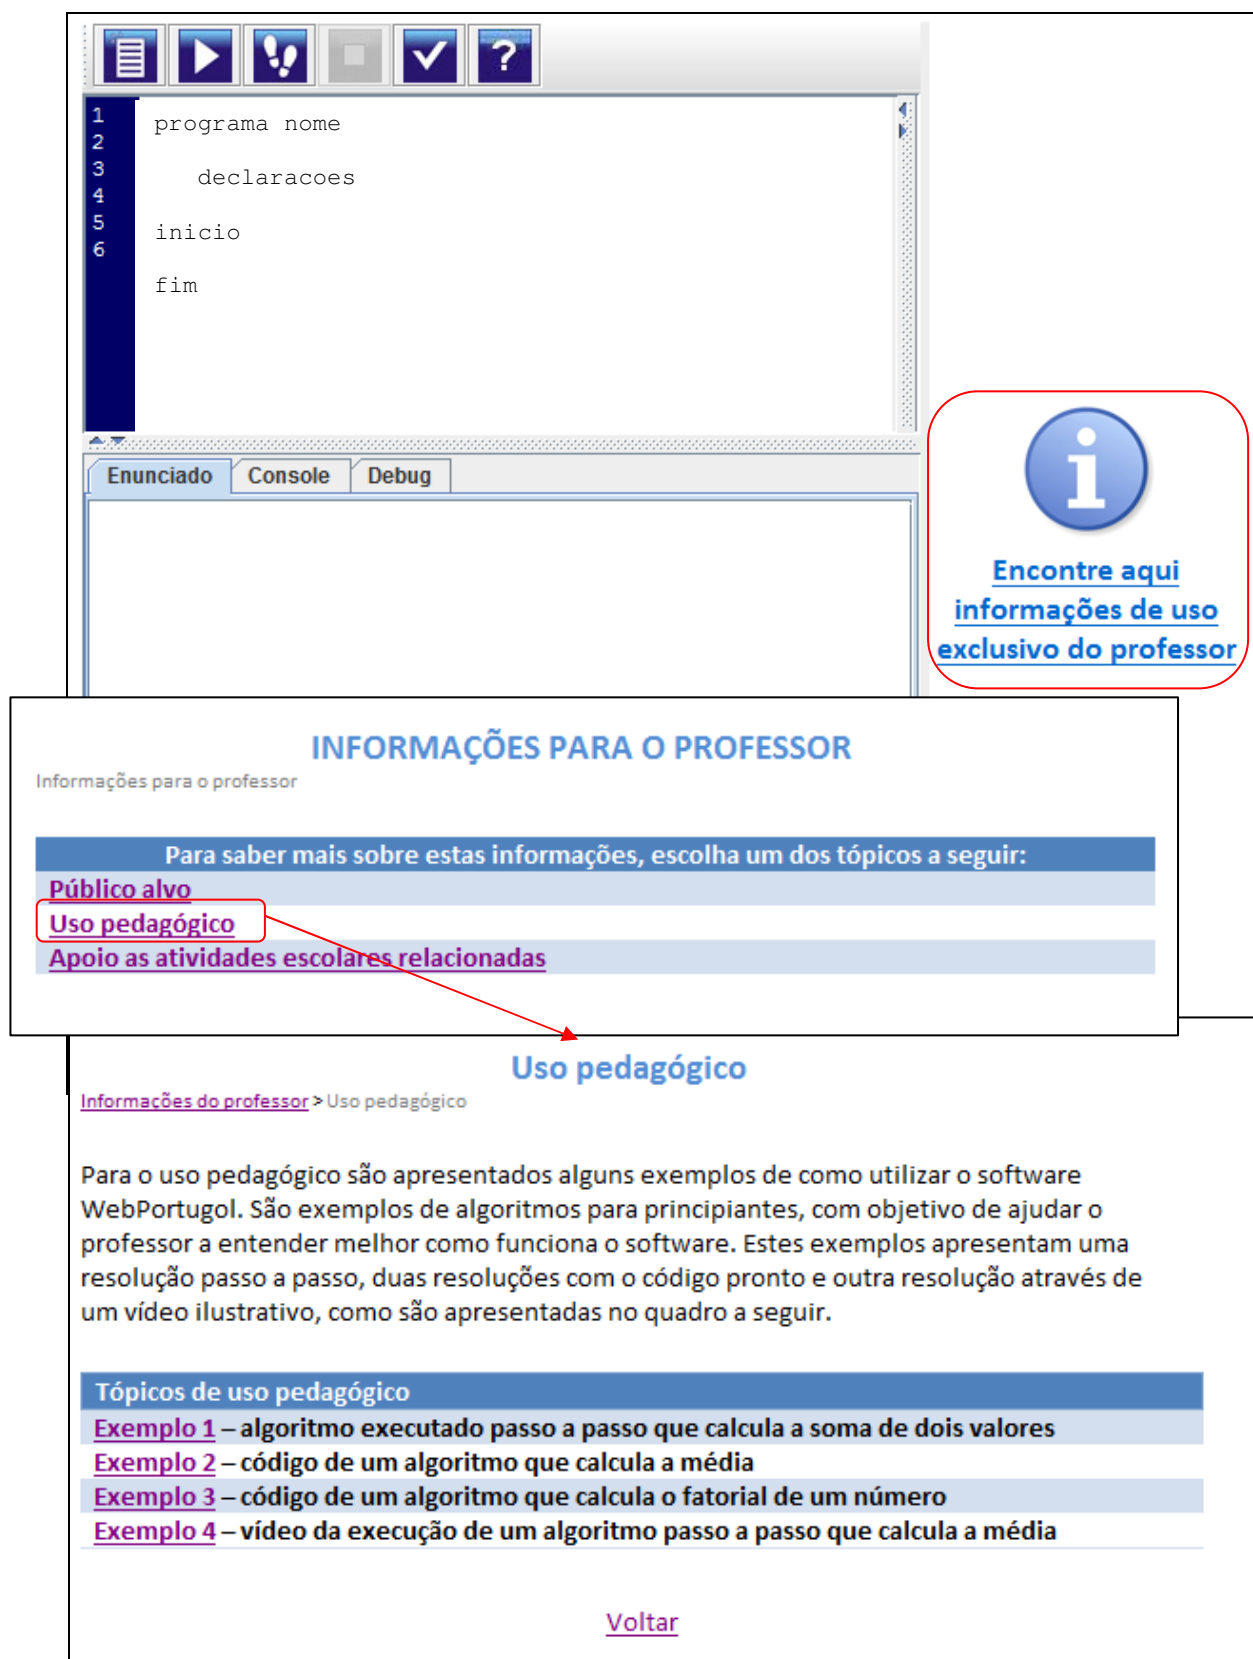 1
2
3
4
5
6
programa nome
declaracoes
inicio
fim
Enunciado Console Debug
Encontre aqui
informações de uso
exclusivo do professor
INFORMAÇÕES PARA O PROFESSOR
Informações para o professor
Para saber mais sobre estas informações, escolha um dos tópicos a seguir:
Público alvo
Uso pedagógico
Apoio as atividades escolares relacionadas
Uso pedagógico
Informações do professor > Uso pedagógico
Para o uso pedagógico são apresentados alguns exemplos de como utilizar o software
WebPortugol. São exemplos de algoritmos para principiantes, com objetivo de ajudar o
professor a entender melhor como funciona o software. Estes exemplos apresentam uma
resolução passo a passo, duas resoluções com o código pronto e outra resolução através de
um vídeo ilustrativo, como são apresentadas no quadro a seguir.
Tópicos de uso pedagógico
Exemplo 1 – algoritmo executado passo a passo que calcula a soma de dois valores
Exemplo 2 – código de um algoritmo que calcula a média
Exemplo 3 – código de um algoritmo que calcula o fatorial de um número
Exemplo 4 – vídeo da execução de um algoritmo passo a passo que calcula a média
Voltar